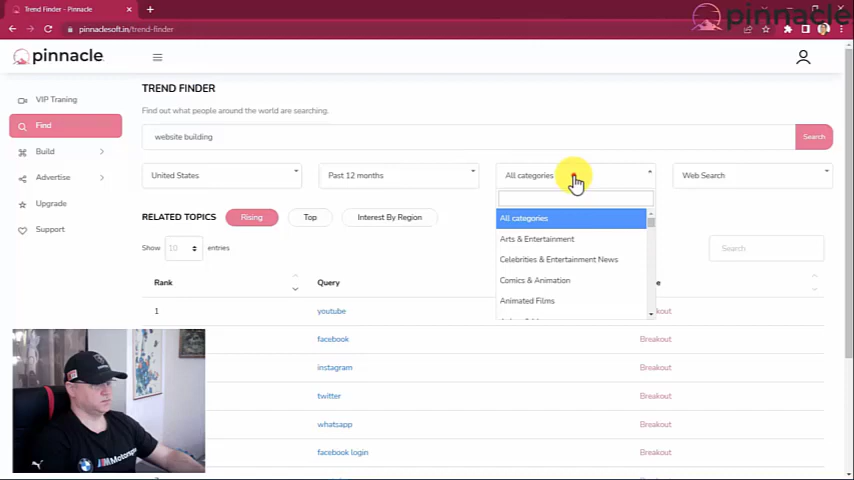 Trend Finder - Pinnacle
pinnaclesoft.in/trend-finder
pinnacle
pinnacle
VIP Traning
Find
Build
Advertise
Upgrade
Support
TREND FINDER
Find out what people around the world are searching.
website building
Search
United States
Past 12 months
All categories
Web Search
All categories
Arts & Entertainment
Celebrities & Entertainment News
Comics & Animation
Animated Films
RELATED TOPICS
Rising
Top
Interest By Region
Show 10 entries
Search
Rank
Query
1
youtube
facebook
Breakout
instagram
Breakout
twitter
Breakout
whatsapp
Breakout
facebook login
Breakout